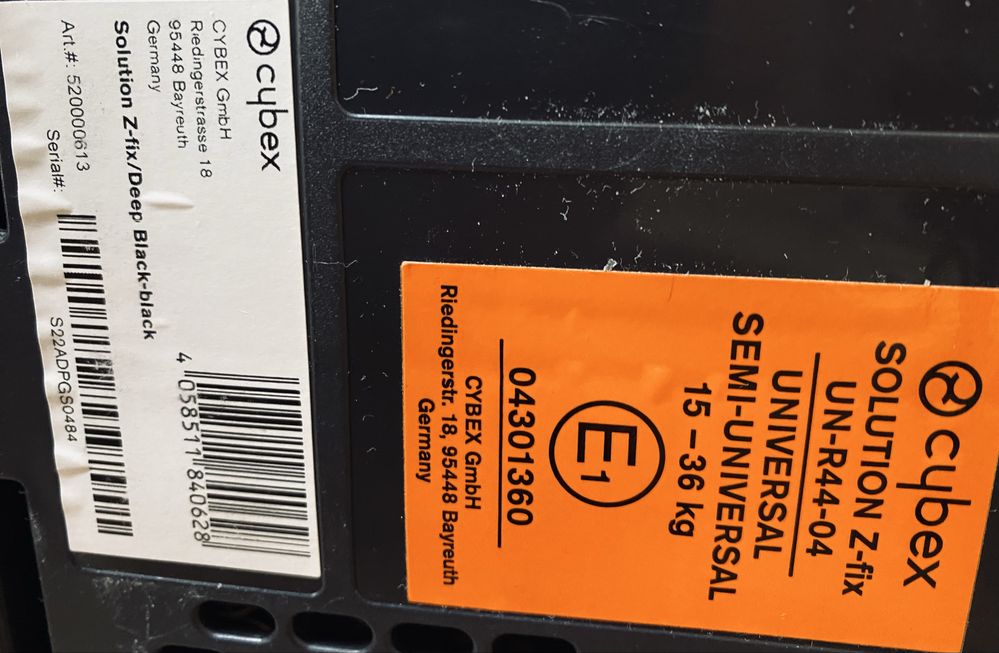 cybex
CYBEX GmbH
Riedingerstrasse 18
95448 Bayreuth
Germany
Solution Z-fix/Deep Black-black
Art.#: 520000613
Serial#:
S22ADPGS0484
4 058511 840628
cybex
SOLUTION Z-fix
UN-R44-04
UNIVERSAL
SEMI-UNIVERSAL
15 – 36 kg
E1
04301360
CYBEX GmbH
Riedingerstr. 18, 95448 Bayreuth
Germany